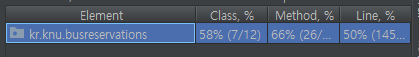 Element Class, % Method, % Line, %
kr.knu.busreservations 58% (7/12) 66% (26/... 50% (145...